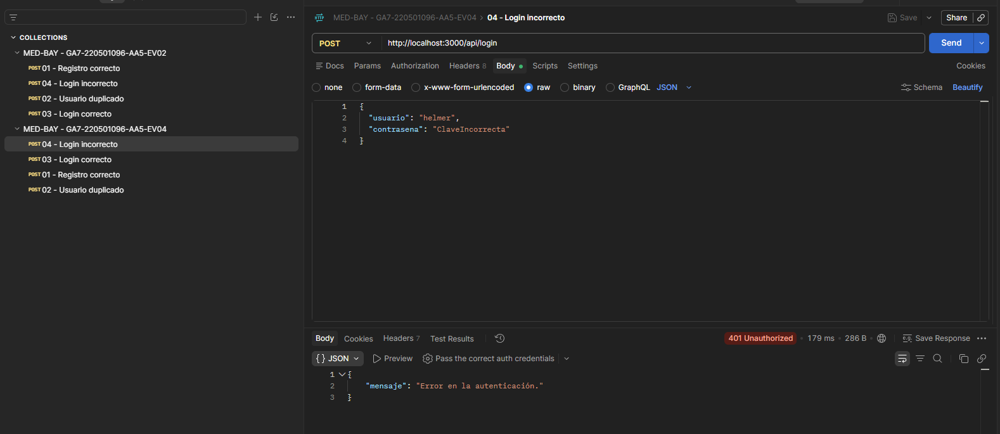 COLLECTIONS
MED-BAY - GA7-220501096-AA5-EV02
POST 01 - Registro correcto
POST 04 - Login incorrecto
POST 02 - Usuario duplicado
POST 03 - Login correcto
MED-BAY - GA7-220501096-AA5-EV04
POST 04 - Login incorrecto
POST 03 - Login correcto
POST 01 - Registro correcto
POST 02 - Usuario duplicado
HTTP MED-BAY - GA7-220501096-AA5-EV04 > 04 - Login incorrecto Save Share
POST http://localhost:3000/api/login Send
Docs Params Authorization Headers 8 Body Scripts Settings Cookies
none form-data x-www-form-urlencoded raw binary GraphQL JSON Schema Beautify
1 {
2 "usuario": "helmer",
3 "contrasena": "ClaveIncorrecta"
4 }
Body Cookies Headers 7 Test Results 401 Unauthorized • 179 ms • 286 B • e.g. Save Response
{} JSON Preview Pass the correct auth credentials
1 {
2 "mensaje": "Error en la autenticación."
3 }